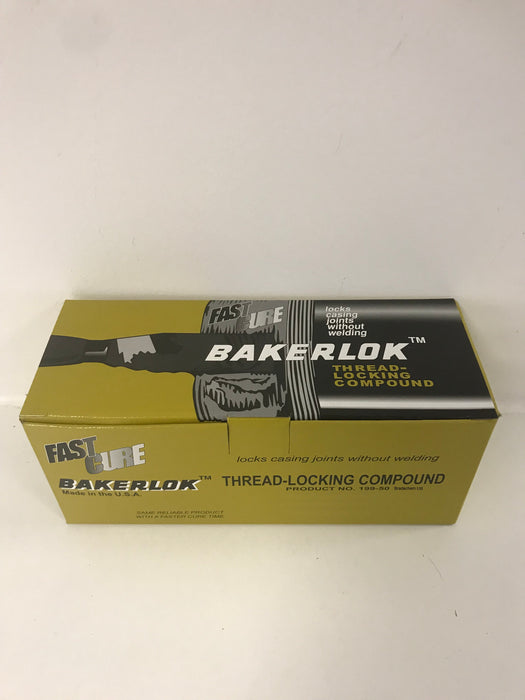 FAST CURE
locks
casing
joints
without
welding
BAKERLOK™
THREAD-
LOCKING
COMPOUND
FAST CURE
locks casing joints without welding
BAKERLOK™ THREAD-LOCKING COMPOUND
Made in the U.S.A.
PRODUCT NO. 199-50
SAME RELIABLE PRODUCT
WITH A FASTER CURE TIME